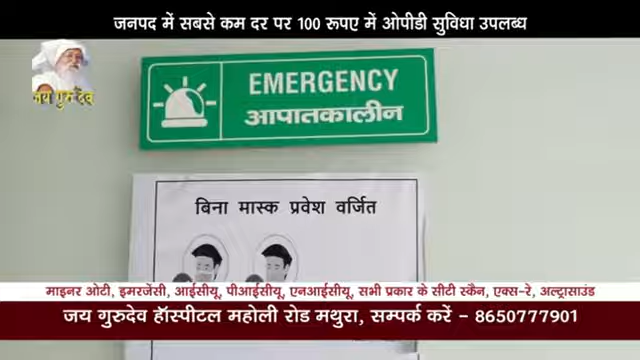 जनपद में सबसे कम दर पर 100 रूपए में ओपीडी सुविधा उपलब्ध
जय गुरु देव
EMERGENCY
आपातकालीन
बिना मास्क प्रवेश वर्जित
माइनर ओटी, इमरजेंसी, आईसीयू, पीआईसीयू, एनआईसीयू, सभी प्रकार के सीटी स्कैन, एक्स-रे, अल्ट्रासाउंड
जय गुरुदेव हॉस्पीटल महोली रोड मथुरा, सम्पर्क करें - 8650777901